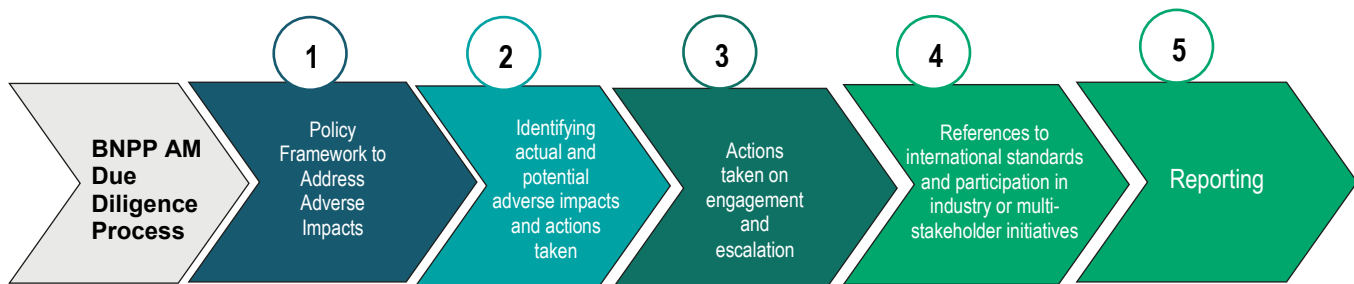 BNPP AM
Due
Diligence
Process
1
Policy
Framework to
Address
Adverse
Impacts
2
Identifying
actual and
potential
adverse impacts
and actions
taken
3
Actions
taken on
engagement
and
escalation
4
References to
international standards
and participation in
industry or multi-
stakeholder initiatives
5
Reporting